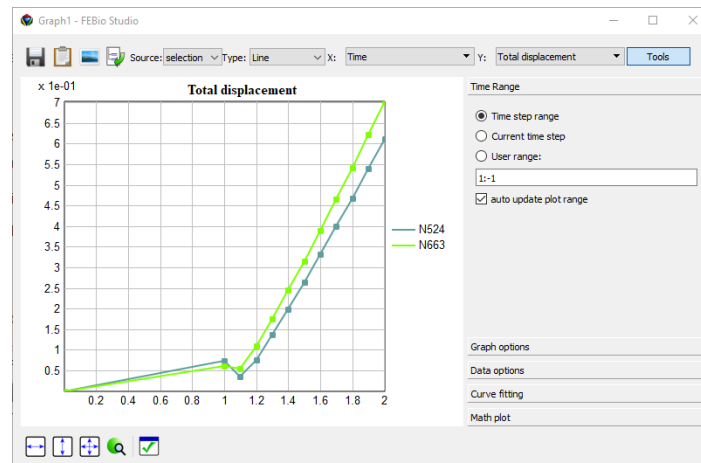 Graph1 - FEBio Studio
Source: selection Type: Line X: Time Y: Total displacement Tools
x 1e-01
Total displacement
7
6.5
6
5.5
5
4.5
4
3.5
3
2.5
2
1.5
1
0.5
0.2 0.4 0.6 0.8 1 1.2 1.4 1.6 1.8 2
N524
N663
Time Range
Time step range
Current time step
User range:
1:-1
auto update plot range
Graph options
Data options
Curve fitting
Math plot